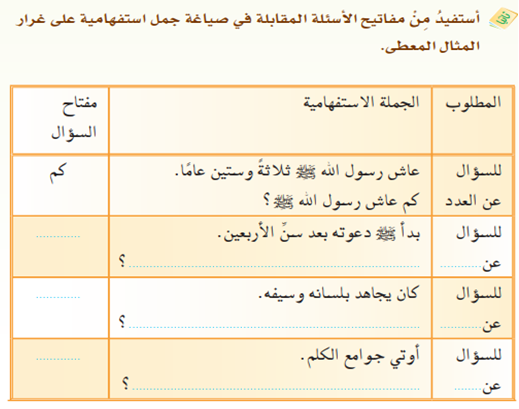 أستفيدُ مِنْ مفاتيح الأسئلة المقابلة في صياغة جمل استفهامية على غرار
المثال المعطى.
المطلوب
الجملة الاستفهامية
مفتاح
السؤال
للسؤال
عن العدد
عاش رسول الله ﷺ ثلاثةً وستين عامًا.
كم عاش رسول الله ﷺ؟
كم
للسؤال
عن ..........
بدأ ﷺ دعوته بعد سنِّ الأربعين.
..........................................؟
............
للسؤال
عن ..........
كان يجاهد بلسانه وسيفه.
..........................................؟
............
للسؤال
عن ..........
أوتي جوامع الكلم.
..........................................؟
............